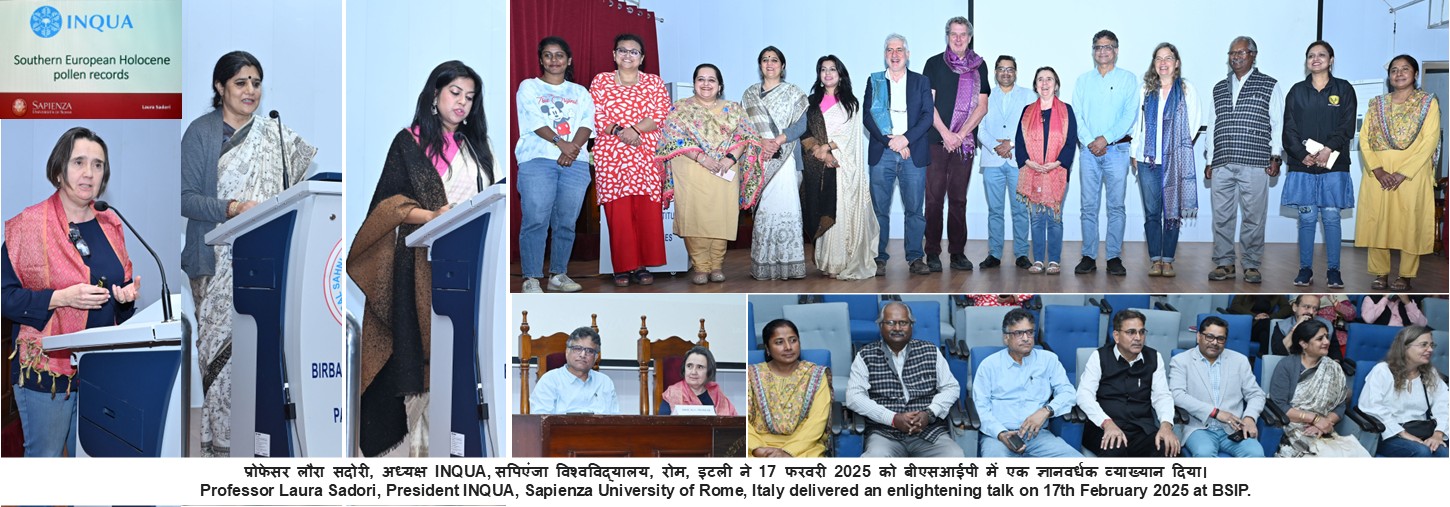 INQUA
Southern European Holocene
pollen records
SAPIENZA
UNIVERSITÀ DI ROMA
Laura Sadori
BIRBA
PA
प्रोफेसर लौरा सदोरी, अध्यक्ष INQUA, सपिएंजा विश्वविद्यालय, रोम, इटली ने 17 फरवरी 2025 को बीएसआईपी में एक ज्ञानवर्धक व्याख्यान दिया।
Professor Laura Sadori, President INQUA, Sapienza University of Rome, Italy delivered an enlightening talk on 17th February 2025 at BSIP.